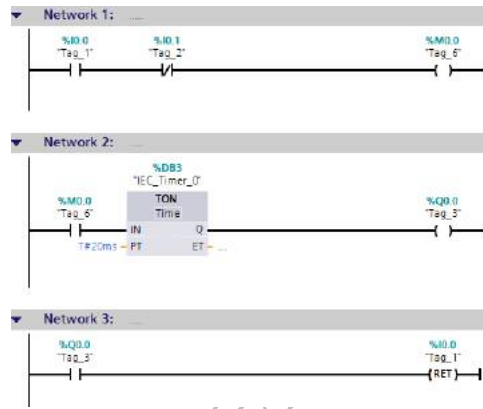 Network 1: ....
%I0.0 %I0.1 %M0.0
"Tag_1" "Tag_2" "Tag_6"
Network 2: ....
%DB3
"IEC_Timer_0"
%M0.0 TON %Q0.0
"Tag_6" Time "Tag_3"
IN Q
T#20ms PT ET ...
Network 3: ....
%Q0.0 %I0.0
"Tag_3" "Tag_1"
RET